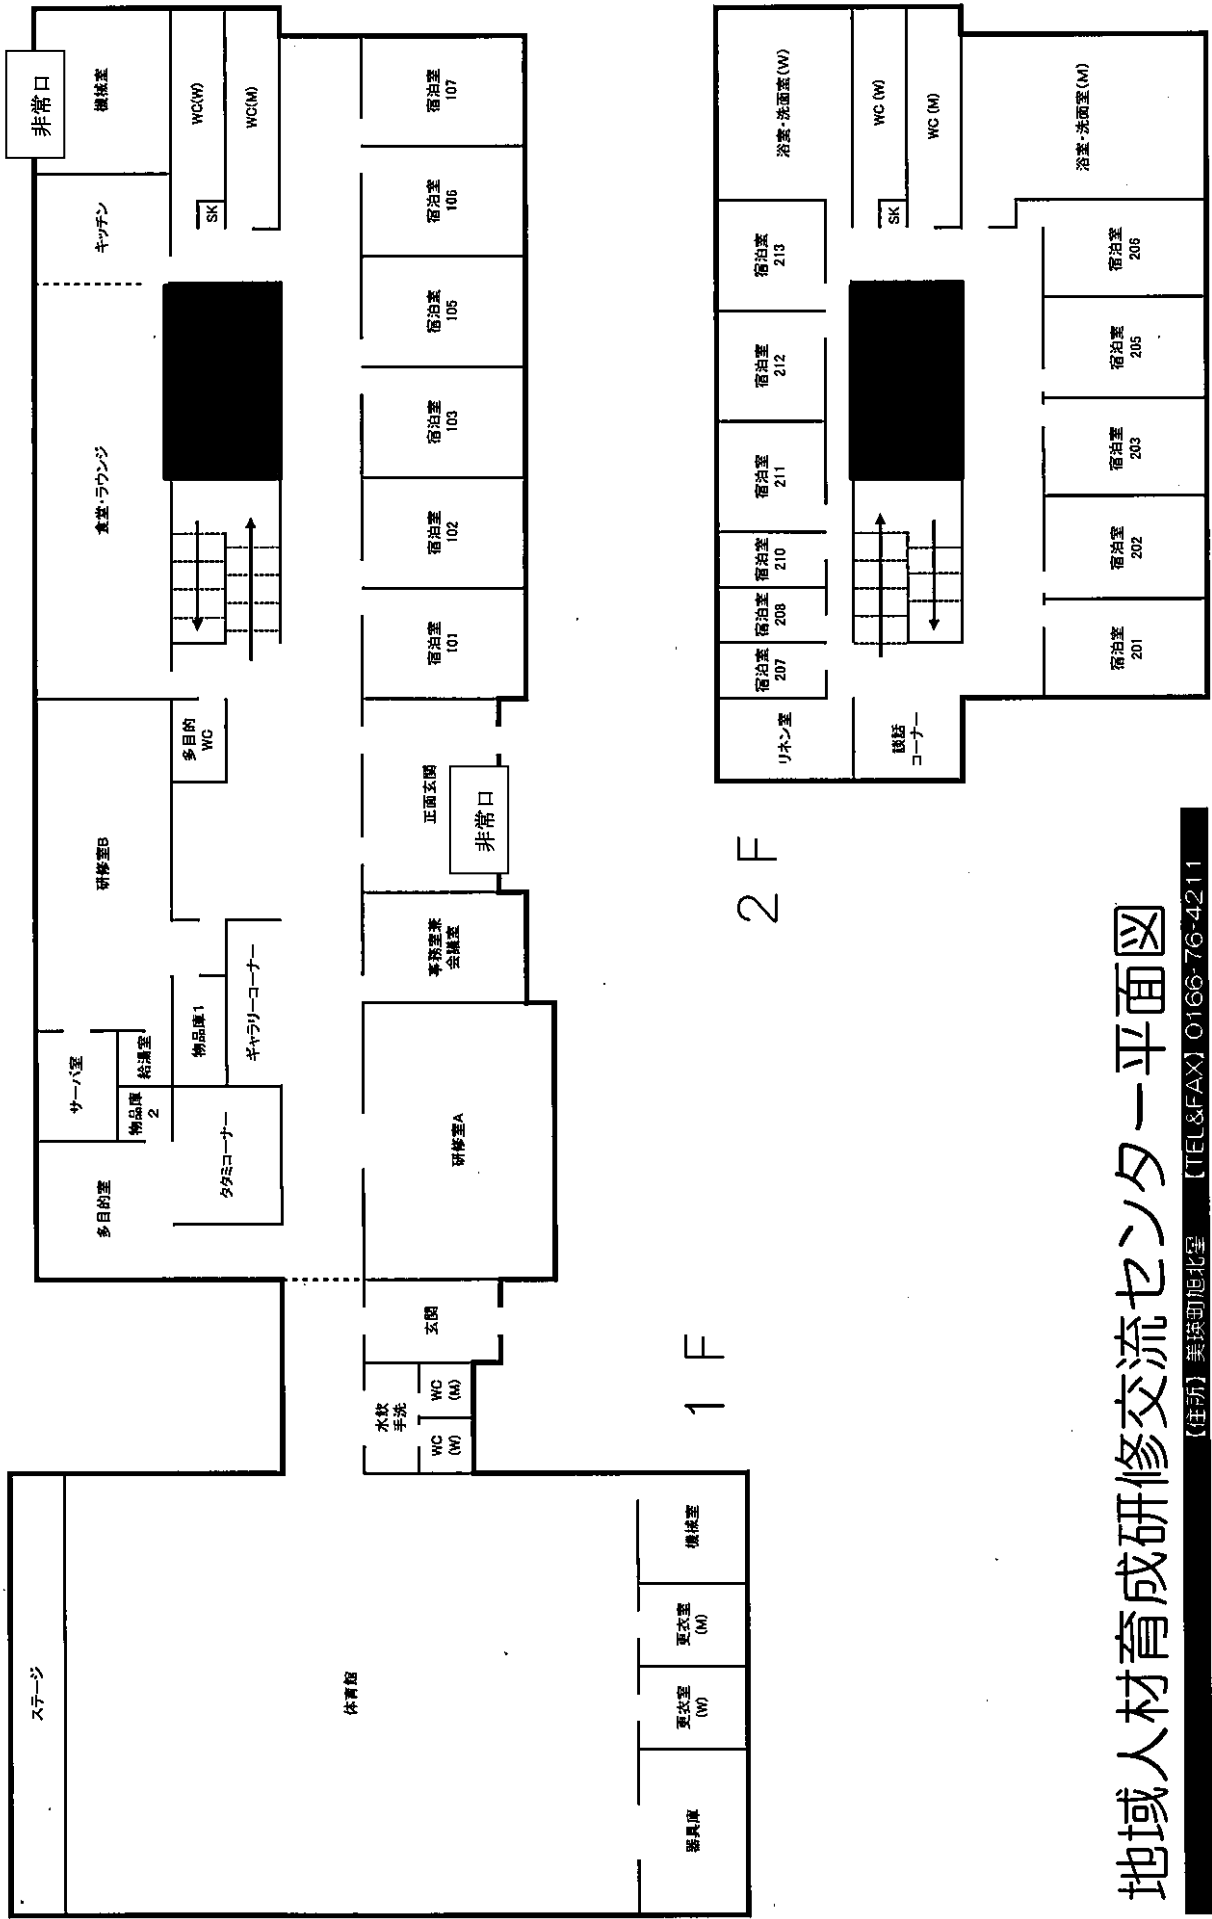 ステージ
体育館
器具庫
更衣室
(W)
更衣室
(M)
機械室
水飲
手洗
WC
(W)
WC
(M)
玄関
多目的室
サーバ室
物品庫
2
給湯室
タタミコーナー
物品庫1
ギャラリーコーナー
研修室A
研修室B
事務室兼
会議室
多目的
WC
正面玄関
非常口
食堂・ラウンジ
キッチン
機械室
非常口
SK
WC(W)
WC(M)
宿泊室
101
宿泊室
102
宿泊室
103
宿泊室
105
宿泊室
106
宿泊室
107
1F
リネン室
談話
コーナー
宿泊室
207
宿泊室
208
宿泊室
210
宿泊室
211
宿泊室
212
宿泊室
213
浴室・洗面室(W)
SK
WC (W)
WC (M)
浴室・洗面室(M)
宿泊室
201
宿泊室
202
宿泊室
203
宿泊室
205
宿泊室
206
2F
地域人材育成研修交流センター平面図
【住所】美瑛町旭北星 【TEL&FAX】0166-76-4211